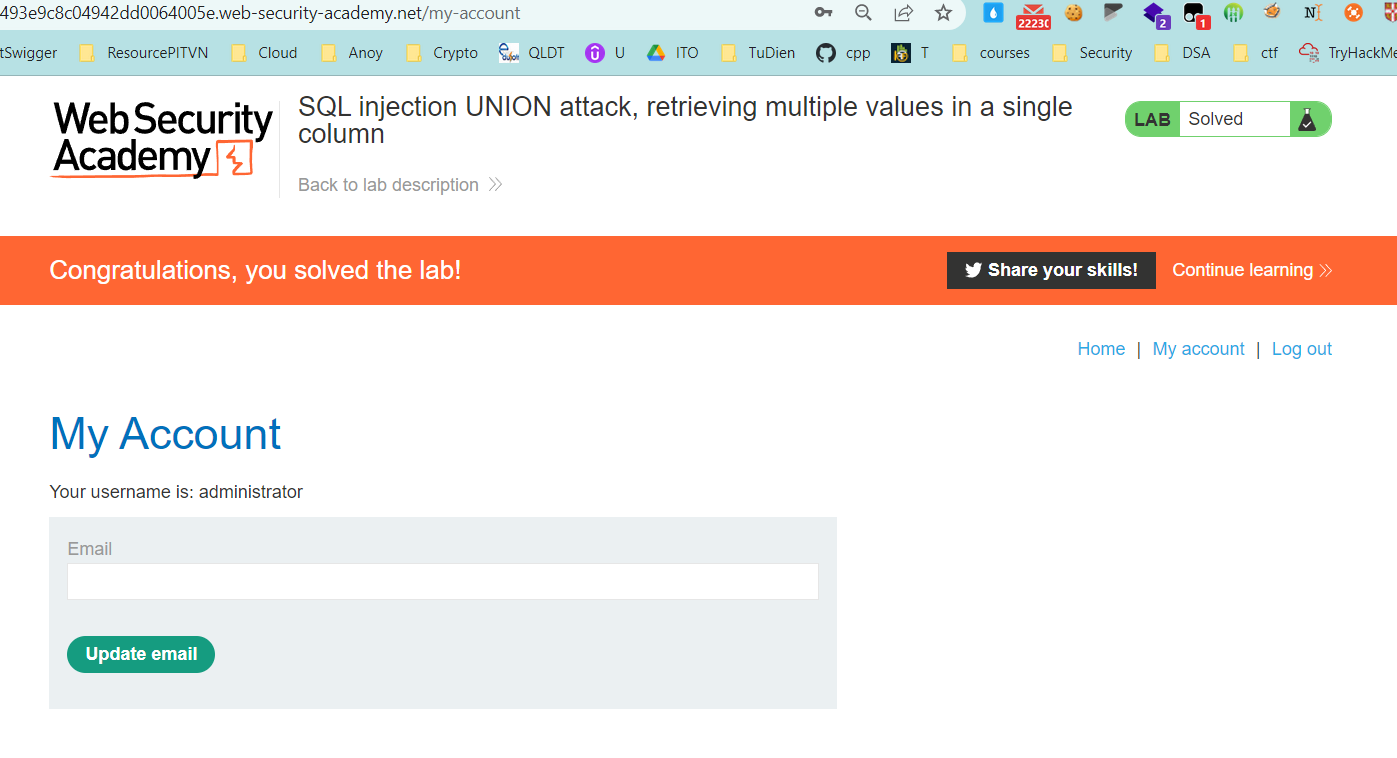 493e9c8c04942dd0064005e.web-security-academy.net/my-account
2223(
2
1
N
tSwigger ResourcePITVN Cloud Anoy Crypto QLDT U ITO TuDien cpp T courses Security DSA ctf TryHackMe
Web Security
Academy
SQL injection UNION attack, retrieving multiple values in a single
column
LAB Solved
Back to lab description
Congratulations, you solved the lab!
Share your skills!
Continue learning
Home | My account | Log out
My Account
Your username is: administrator
Email
Update email